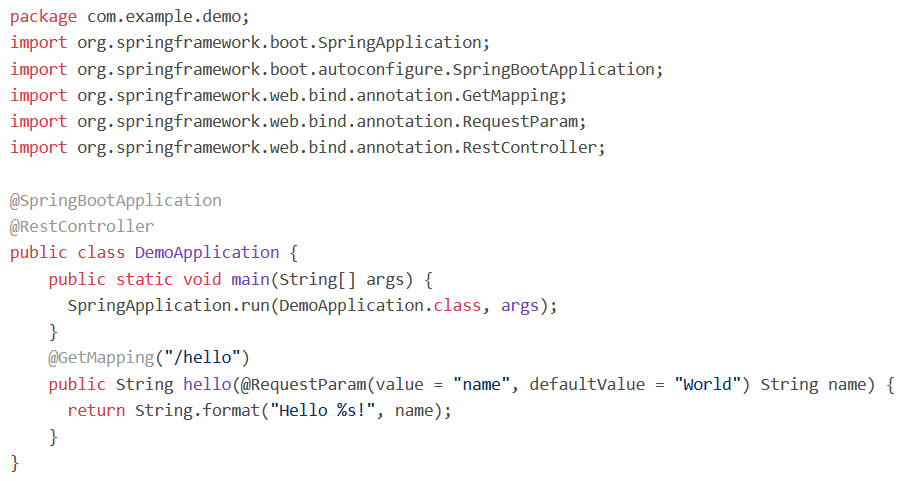 package com.example.demo;
import org.springframework.boot.SpringApplication;
import org.springframework.boot.autoconfigure.SpringBootApplication;
import org.springframework.web.bind.annotation.GetMapping;
import org.springframework.web.bind.annotation.RequestParam;
import org.springframework.web.bind.annotation.RestController;

@SpringBootApplication
@RestController
public class DemoApplication {
    public static void main(String[] args) {
      SpringApplication.run(DemoApplication.class, args);
    }
    @GetMapping("/hello")
    public String hello(@RequestParam(value = "name", defaultValue = "World") String name) {
      return String.format("Hello %s!", name);
    }
}